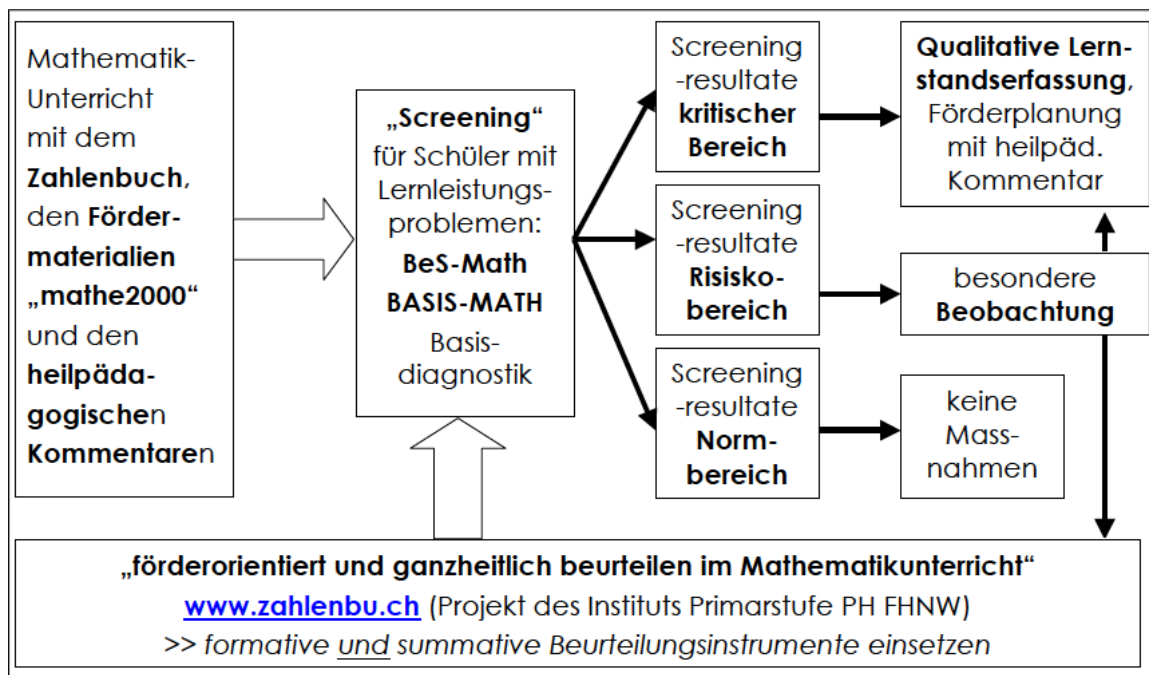 Mathematik-
Unterricht
mit dem
Zahlenbuch,
den Förder-
materialien
„mathe2000“
und den
heilpäda-
gogischen
Kommentaren
„Screening“
für Schüler mit
Lernleistungs-
problemen:
BeS-Math
BASIS-MATH
Basis-
diagnostik
Screening
-resultate
kritischer
Bereich
Qualitative Lern-
standserfassung,
Förderplanung
mit heilpäd.
Kommentar
Screening
-resultate
Risisko-
bereich
besondere
Beobachtung
Screening
-resultate
Norm-
bereich
keine
Mass-
nahmen
„förderorientiert und ganzheitlich beurteilen im Mathematikunterricht“
www.zahlenbu.ch (Projekt des Instituts Primarstufe PH FHNW)
>> formative und summative Beurteilungsinstrumente einsetzen